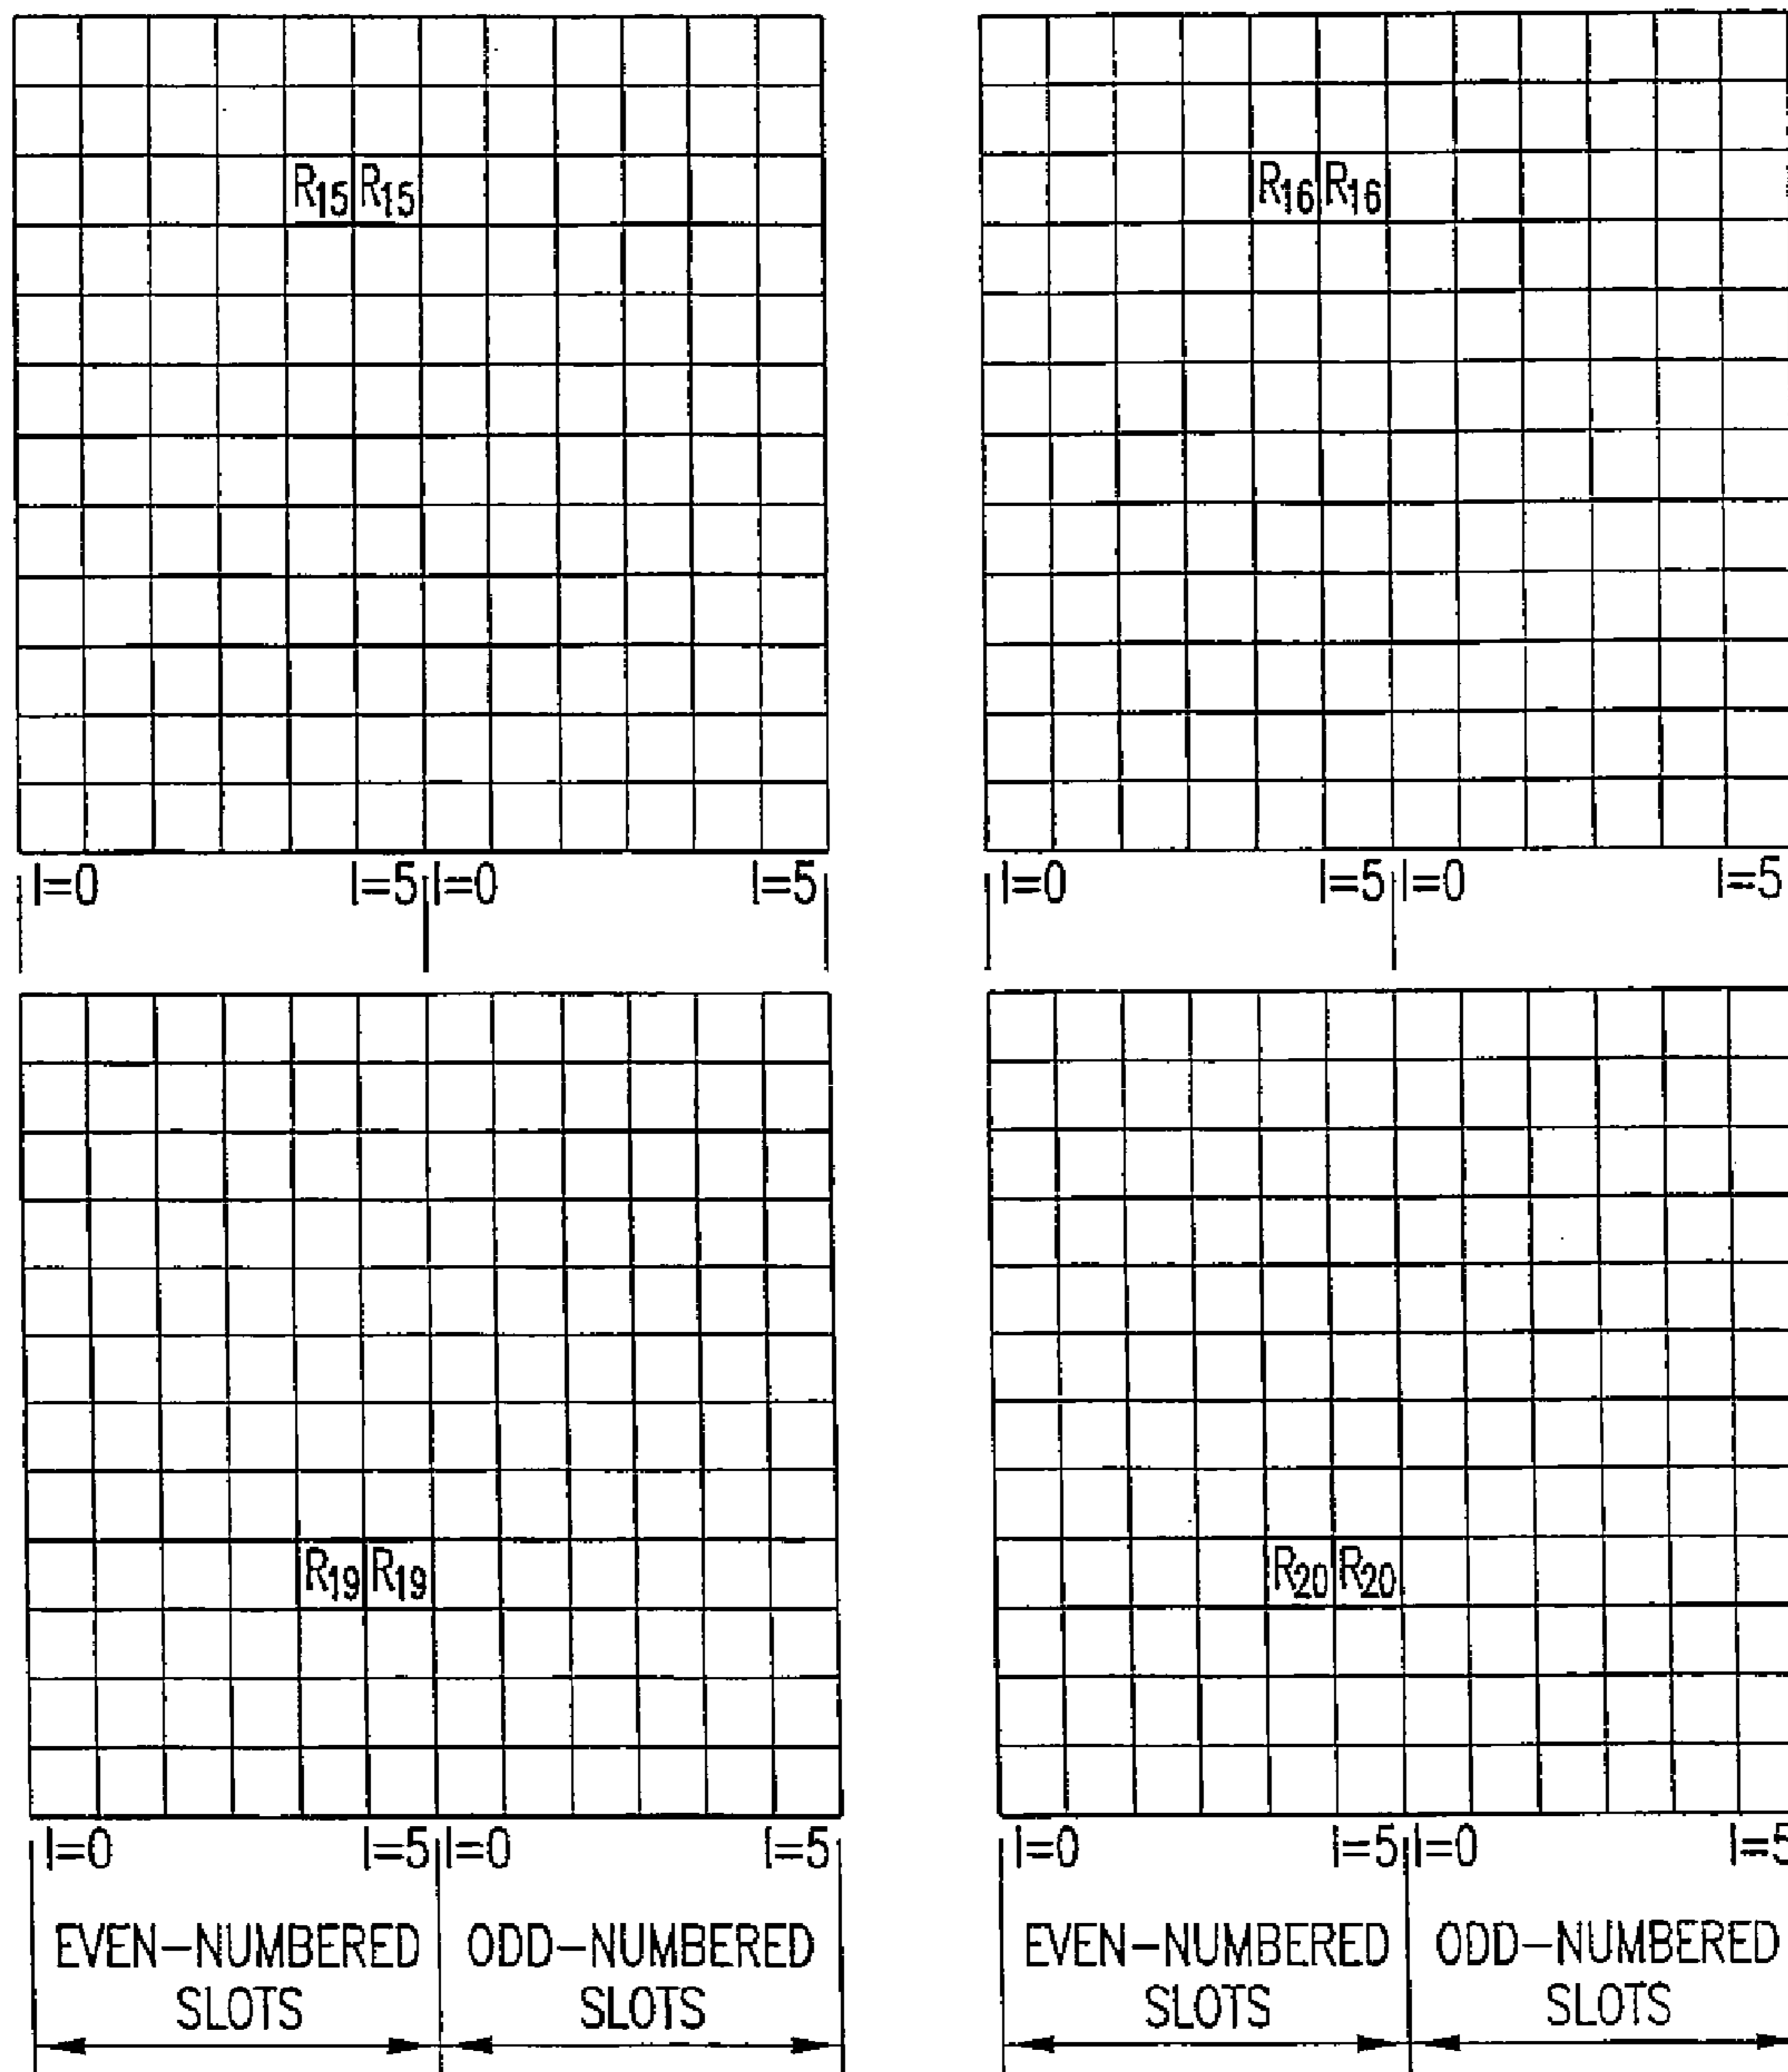 R15 R15
R16 R16
l=0 l=5 l=0 l=5
l=0 l=5 l=0 l=5
R19 R19
R20 R20
l=0 l=5 l=0 l=5
l=0 l=5 l=0 l=5
EVEN-NUMBERED SLOTS
ODD-NUMBERED SLOTS
EVEN-NUMBERED SLOTS
ODD-NUMBERED SLOTS